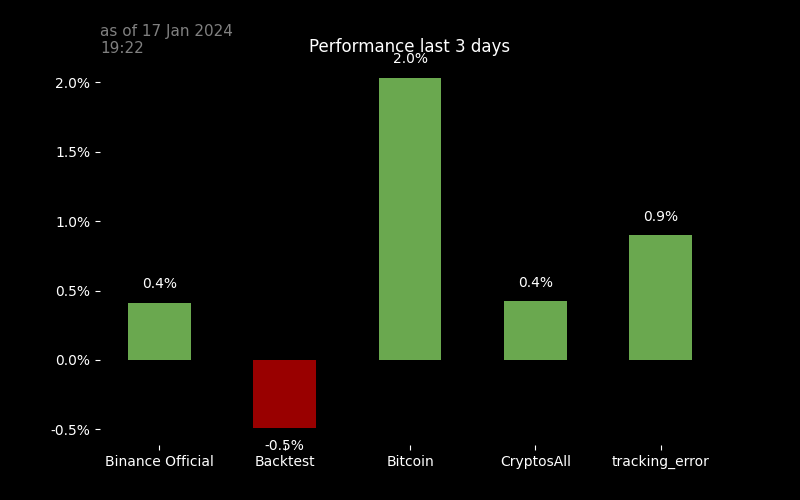 as of 17 Jan 2024
19:22
Performance last 3 days
2.0%
2.0%
1.5%
1.0%
0.9%
0.5%
0.4%
0.4%
0.0%
-0.5%
-0.5%
Binance Official
Backtest
Bitcoin
CryptosAll
tracking_error